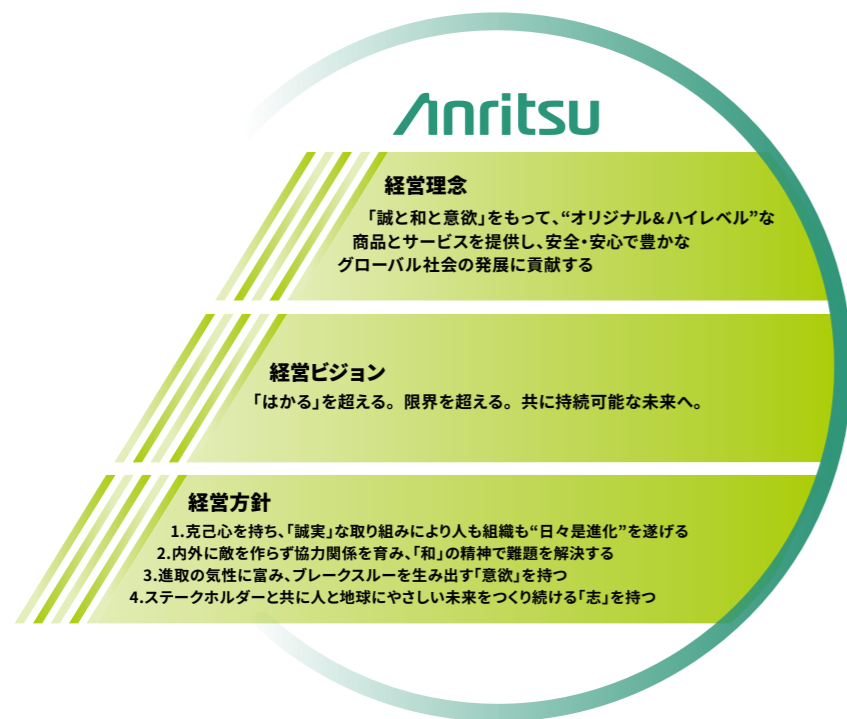 Anritsu
経営理念
「誠と和と意欲」をもって、“オリジナル&ハイレベル”な
商品とサービスを提供し、安全・安心で豊かな
グローバル社会の発展に貢献する
経営ビジョン
「はかる」を超える。限界を超える。共に持続可能な未来へ。
経営方針
1.克己心を持ち、「誠実」な取り組みにより人も組織も“日々是進化”を遂げる
2.内外に敵を作らず協力関係を育み、「和」の精神で難題を解決する
3.進取の気性に富み、ブレークスルーを生み出す「意欲」を持つ
4.ステークホルダーと共に人と地球にやさしい未来をつくり続ける「志」を持つ